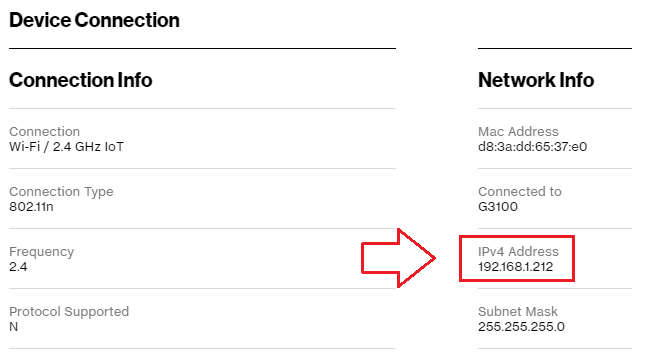 Device Connection
Connection Info
Connection
Wi-Fi / 2.4 GHz IoT
Connection Type
802.11n
Frequency
2.4
Protocol Supported
N
Network Info
Mac Address
d8:3a:dd:65:37:e0
Connected to
G3100
IPv4 Address
192.168.1.212
Subnet Mask
255.255.255.0